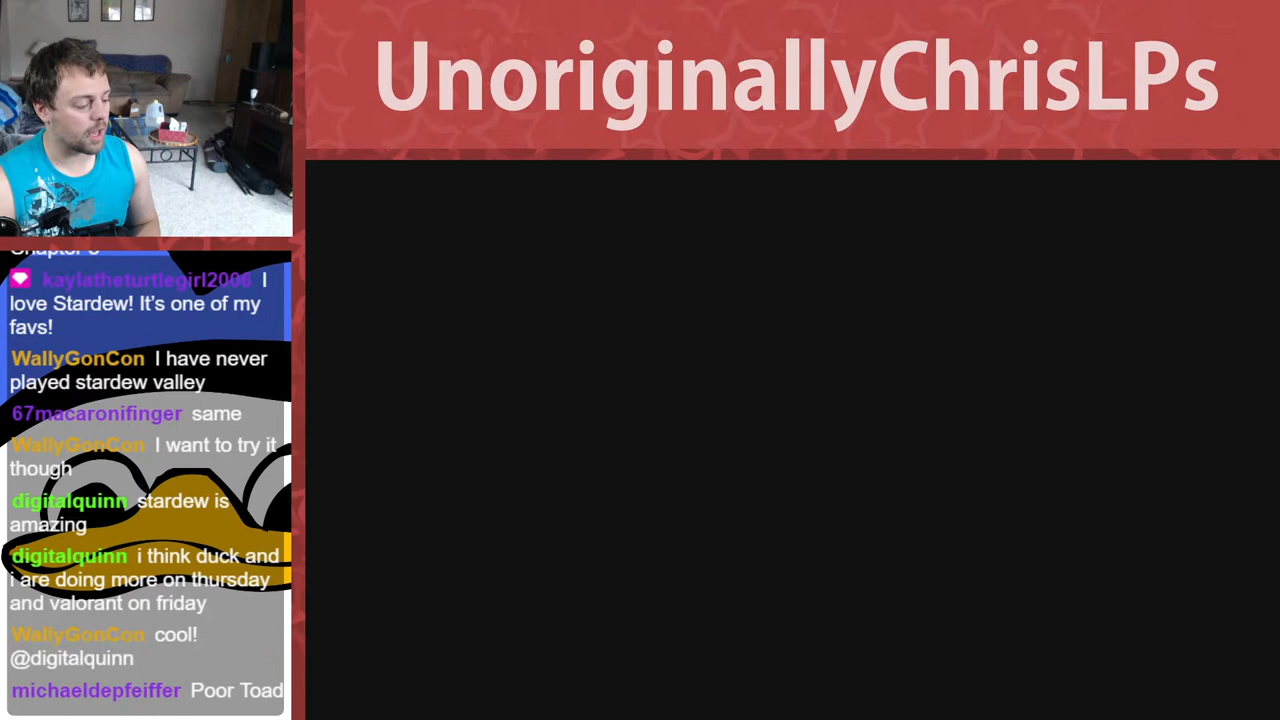 UnoriginallyChrisLPs
kaylatheturtlegirl2006 I
love Stardew! It's one of my
favs!
WallyGonCon I have never
played stardew valley
67macaronifinger same
WallyGonCon I want to try it
though
digitalquinn stardew is
amazing
digitalquinn i think duck and
i are doing more on thursday
and valorant on friday
WallyGonCon cool!
@digitalquinn
michaeldepfeiffer Poor Toad